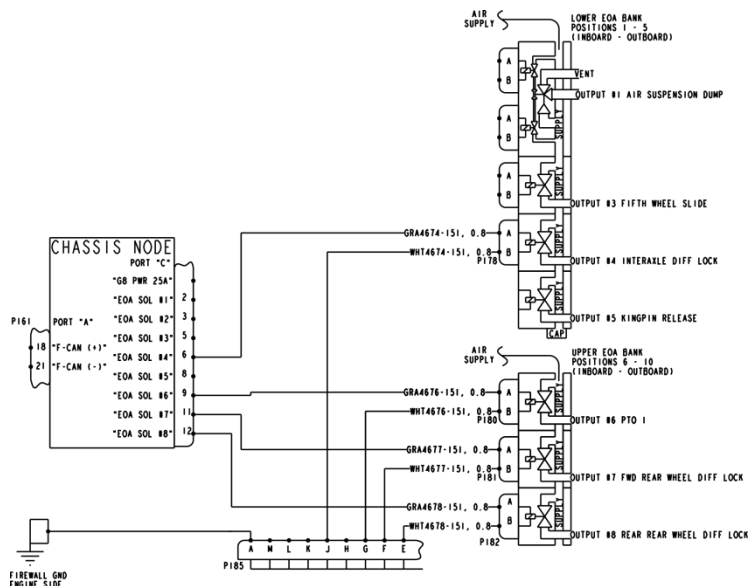 AIR
SUPPLY
LOWER EOA BANK
POSITIONS 1 - 5
(INBOARD - OUTBOARD)
A
B
VENT
OUTPUT #1 AIR SUSPENSION DUMP
A
B
SUPPLY
A
B
SUPPLY
OUTPUT #3 FIFTH WHEEL SLIDE
GRA4674-151, 0.8
WHT4674-151, 0.8
P178
A
B
SUPPLY
OUTPUT #4 INTERAXLE DIFF LOCK
SUPPLY
OUTPUT #5 KINGPIN RELEASE
CAP
CHASSIS NODE
PORT "C"
"GB PWR 25A"
"EOA SOL #1" 2
"EOA SOL #2" 3
"EOA SOL #3" 5
"EOA SOL #4" 6
"EOA SOL #5" 8
"EOA SOL #6" 9
"EOA SOL #7" 11
"EOA SOL #8" 12
P161
PORT "A"
18 "F-CAN (+)
21 "F-CAN (-)
AIR
SUPPLY
UPPER EOA BANK
POSITIONS 6 - 10
(INBOARD - OUTBOARD)
GRA4676-151, 0.8
WHT4676-151, 0.8
P180
A
B
SUPPLY
OUTPUT #6 PTO 1
GRA4677-151, 0.8
WHT4677-151, 0.8
P181
A
B
SUPPLY
OUTPUT #7 FWD REAR WHEEL DIFF LOCK
GRA4678-151, 0.8
WHT4678-151, 0.8
P182
A
B
SUPPLY
OUTPUT #8 REAR REAR WHEEL DIFF LOCK
A M L K J H G F E
P185
FIREWALL GND
ENGINE SIDE